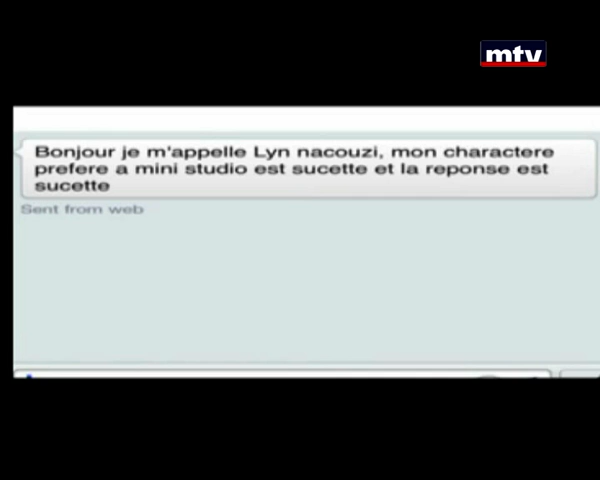 mtv
Bonjour je m'appelle Lyn nacouzi, mon charactere
prefere a mini studio est sucette et la reponse est
sucette
Sent from web